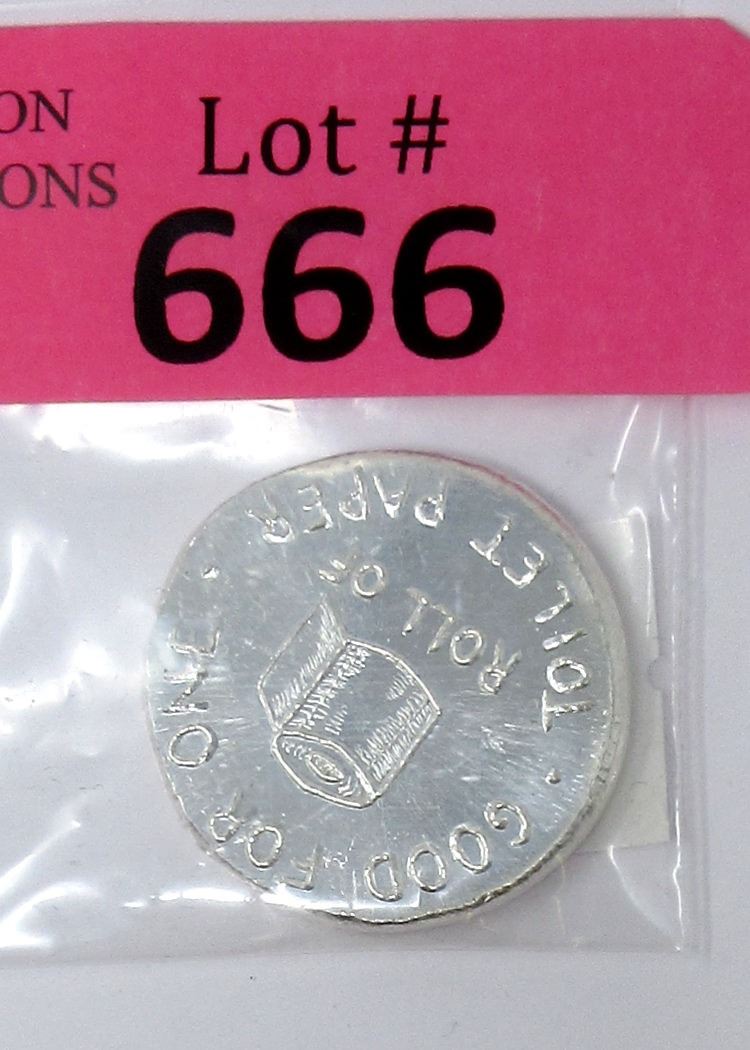 ON
ONS
Lot #
666
GOOD FOR ONE
ROLL OF
TOILET PAPER